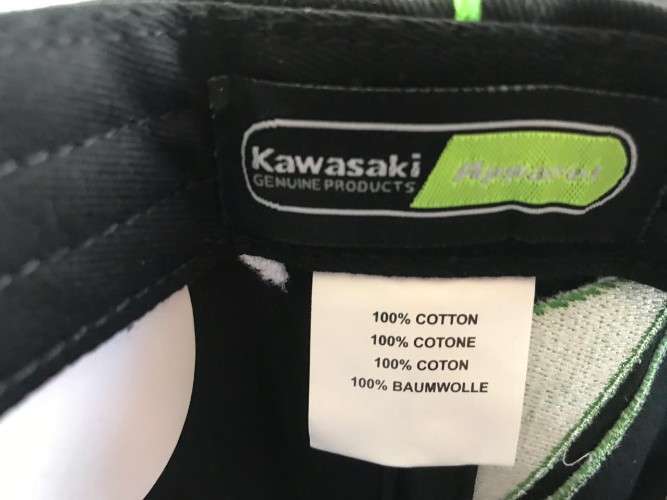 Kawasaki
GENUINE PRODUCTS
Apparel
100% COTTON
100% COTONE
100% COTON
100% BAUMWOLLE